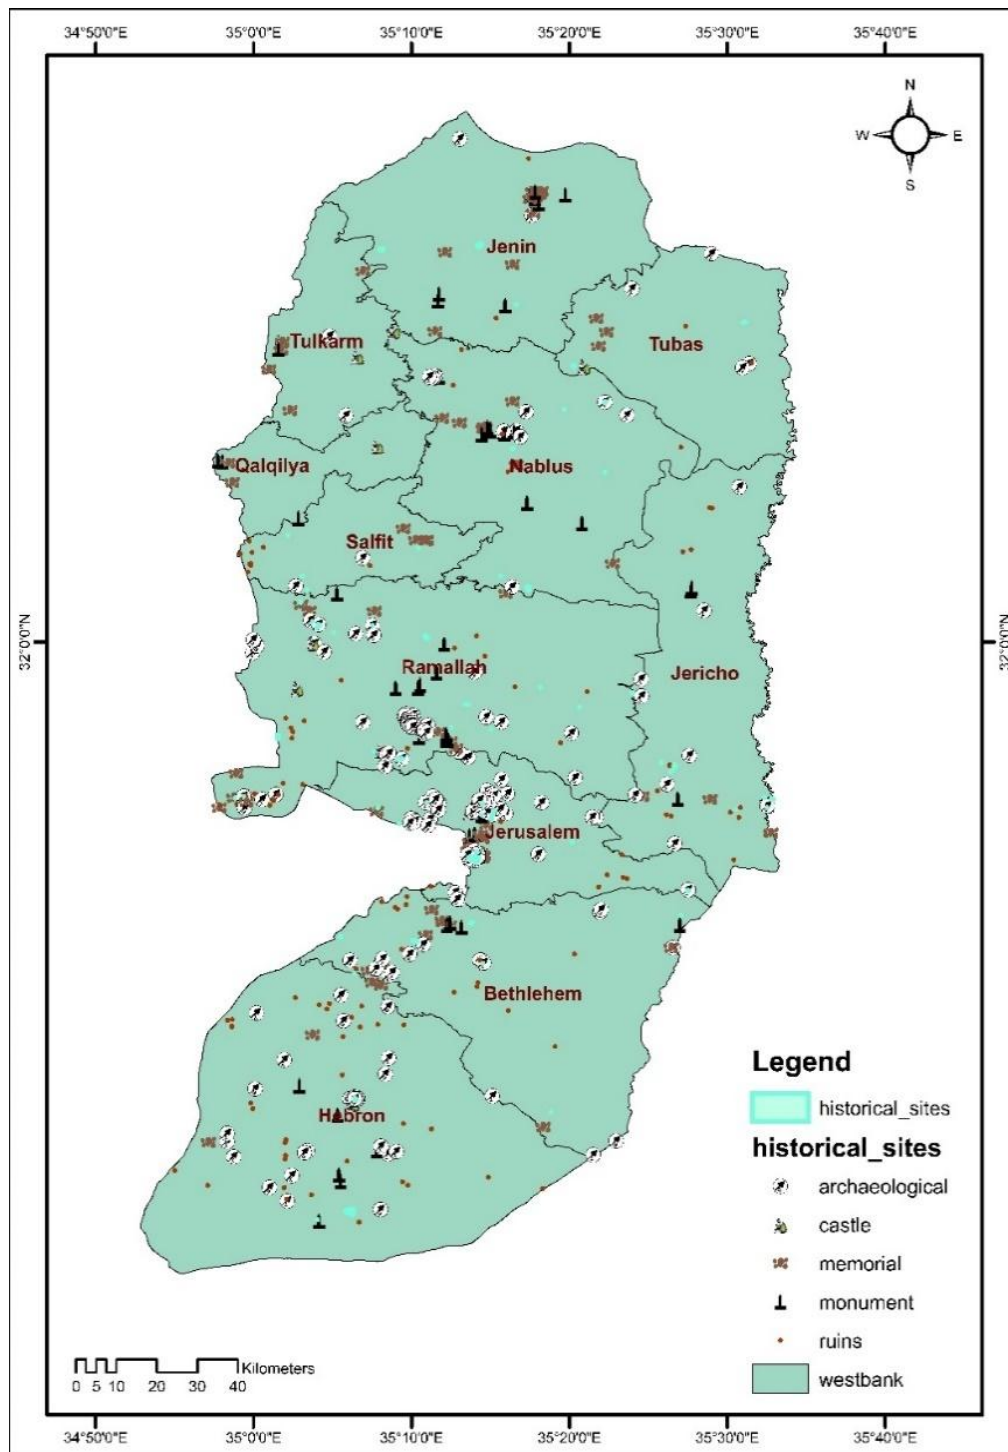 34°50'0"E 35°0'0"E 35°10'0"E 35°20'0"E 35°30'0"E 35°40'0"E
N
W E
S
Jenin
Tulkarm
Tubas
Qalqilya
Nablus
Salfit
32°0'0"N
32°0'0"N
Ramallah
Jericho
Jerusalem
Bethlehem
Hebron
Legend
historical_sites
historical_sites
archaeological
castle
memorial
monument
ruins
westbank
Kilometers
0 5 10 20 30 40
34°50'0"E 35°0'0"E 35°10'0"E 35°20'0"E 35°30'0"E 35°40'0"E